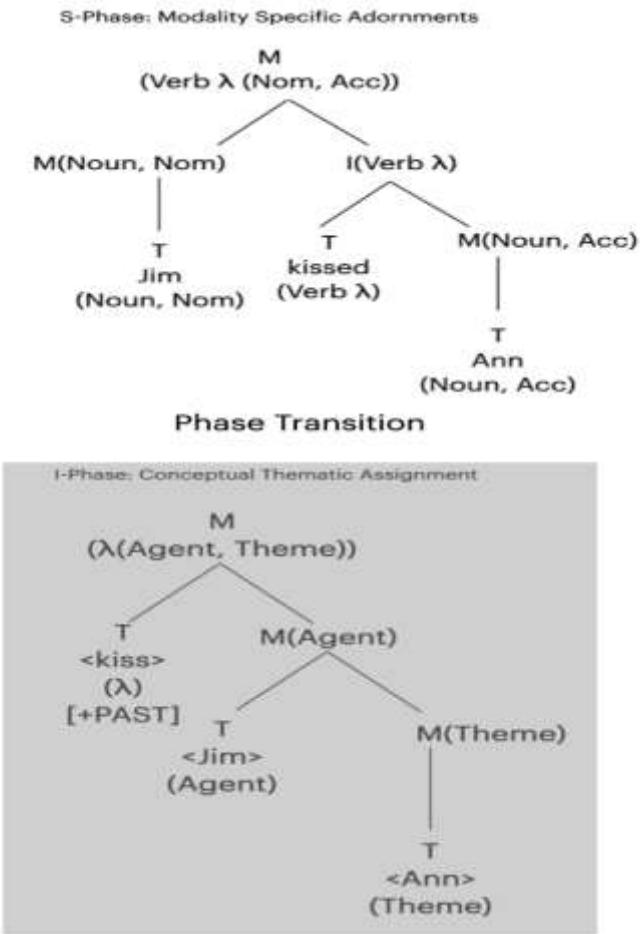 S-Phase: Modality Specific Adornments
M
(Verb λ (Nom, Acc))
M(Noun, Nom)
I(Verb λ)
T
Jim
(Noun, Nom)
T
kissed
(Verb λ)
M(Noun, Acc)
T
Ann
(Noun, Acc)
Phase Transition
I-Phase: Conceptual Thematic Assignment
M
(λ(Agent, Theme))
T
<kiss>
(λ)
[+PAST]
M(Agent)
T
<Jim>
(Agent)
M(Theme)
T
<Ann>
(Theme)